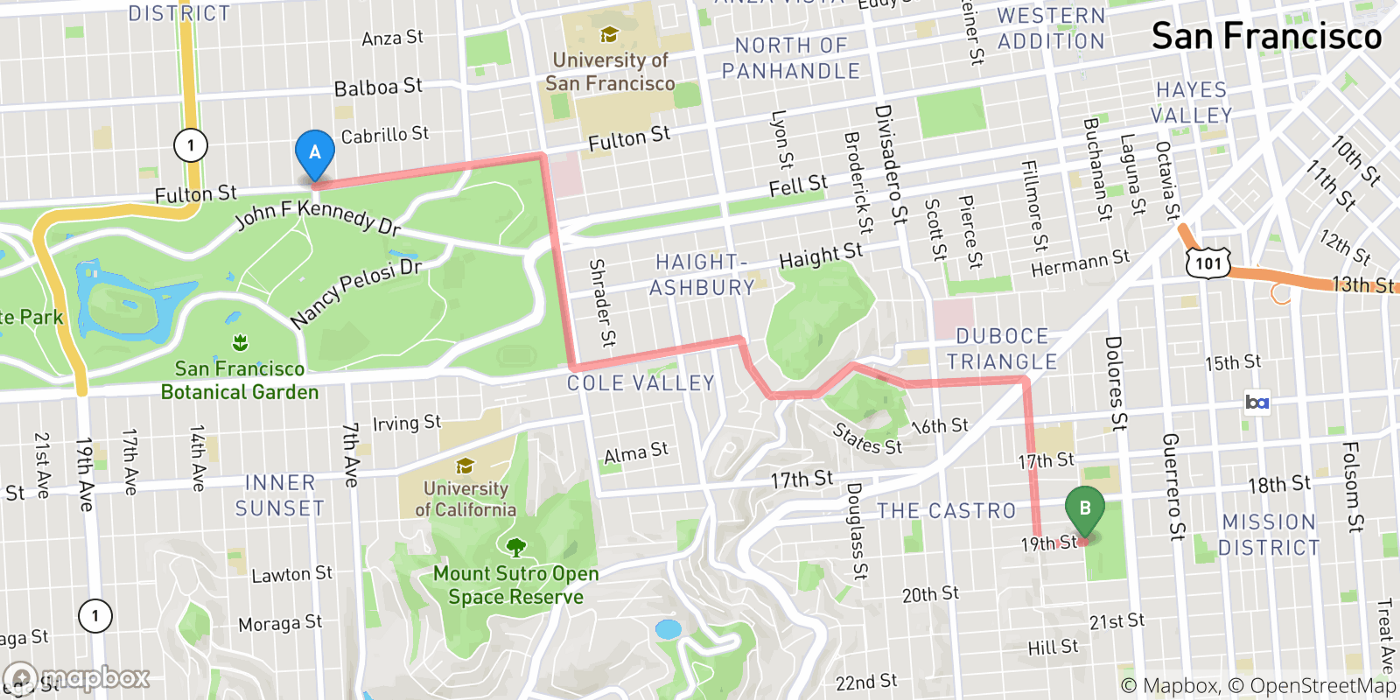 DISTRICT
Anza St
Balboa St
Cabrillo St
1
A
Fulton St
John F Kennedy Dr
Nancy Pelosi Dr
te Park
San Francisco
Botanical Garden
University of
San Francisco
Fulton St
NORTH OF
PANHANDLE
WESTERN
ADDITION
San Francisco
HAYES
VALLEY
Lyon St
Broderick St
Divisadero St
Fell St
Scott St
Pierce St
Fillmore St
Buchanan St
Laguna St
Octavia St
10th St
11th St
12th St
13th St
101
Hermann St
Haight St
HAIGHT-
ASHBURY
Shrader St
COLE VALLEY
DUBOCE
TRIANGLE
Dolores St
15th St
ba
16th St
States St
Irving St
7th Ave
14th Ave
17th Ave
19th Ave
21st Ave
St
INNER
SUNSET
University
of California
Alma St
17th St
17th St
18th St
Guerrero St
Folsom St
Douglass St
THE CASTRO
B
19th St
MISSION
DISTRICT
Mount Sutro Open
Space Reserve
Lawton St
Moraga St
1
20th St
21st St
Hill St
22nd St
Treat Ave
mapbox
© Mapbox, © OpenStreetMap